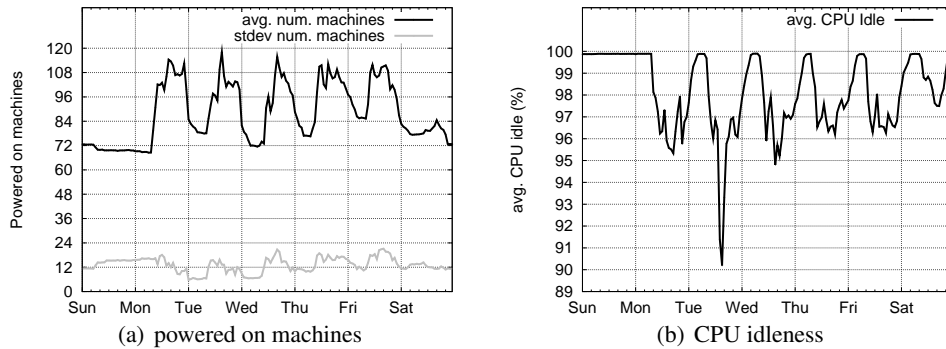 avg. num. machines
stdev num. machines
Powered on machines
120
108
96
84
72
60
48
36
24
12
0
Sun Mon Tue Wed Thu Fri Sat
(a) powered on machines
avg. CPU Idle
avg. CPU idle (%)
100
99
98
97
96
95
94
93
92
91
90
89
Sun Mon Tue Wed Thu Fri Sat
(b) CPU idleness